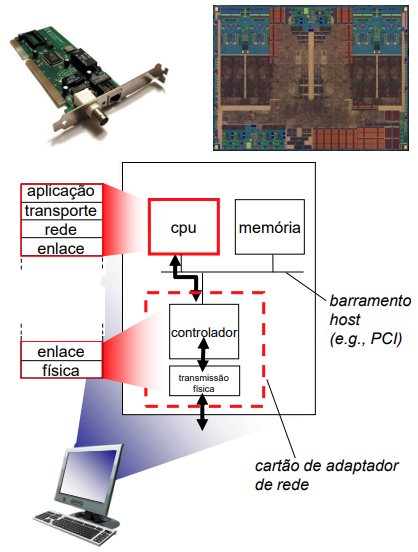 aplicação
transporte
rede
enlace
cpu
memória
barramento
host
(e.g., PCI)
controlador
enlace
física
transmissão
física
cartão de adaptador
de rede